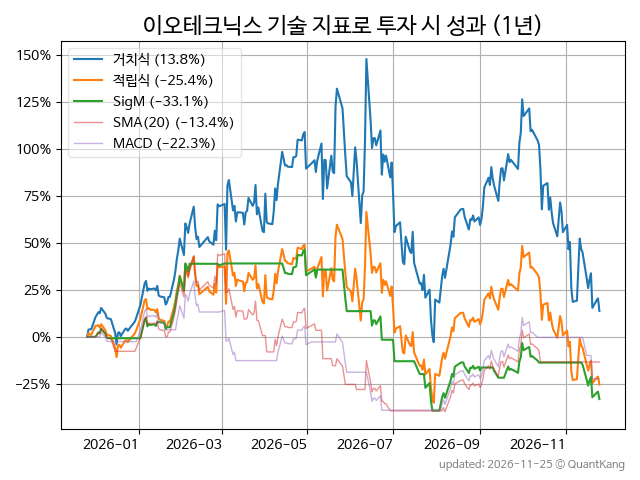 이오테크닉스 기술 지표로 투자 시 성과 (1년)
거치식 (13.8%)
적립식 (-25.4%)
SigM (-33.1%)
SMA(20) (-13.4%)
MACD (-22.3%)
150%
125%
100%
75%
50%
25%
0%
-25%
2026-01 2026-03 2026-05 2026-07 2026-09 2026-11
updated: 2026-11-25 © QuantKang